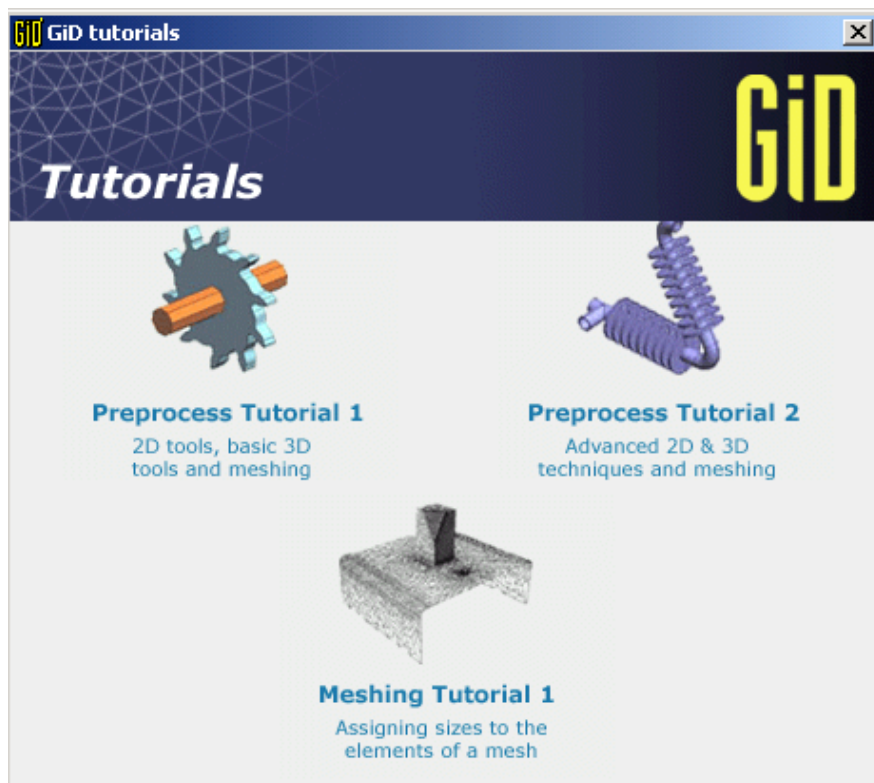 GiD GiD tutorials
GiD
Tutorials
Preprocess Tutorial 1
2D tools, basic 3D
tools and meshing
Preprocess Tutorial 2
Advanced 2D & 3D
techniques and meshing
Meshing Tutorial 1
Assigning sizes to the
elements of a mesh